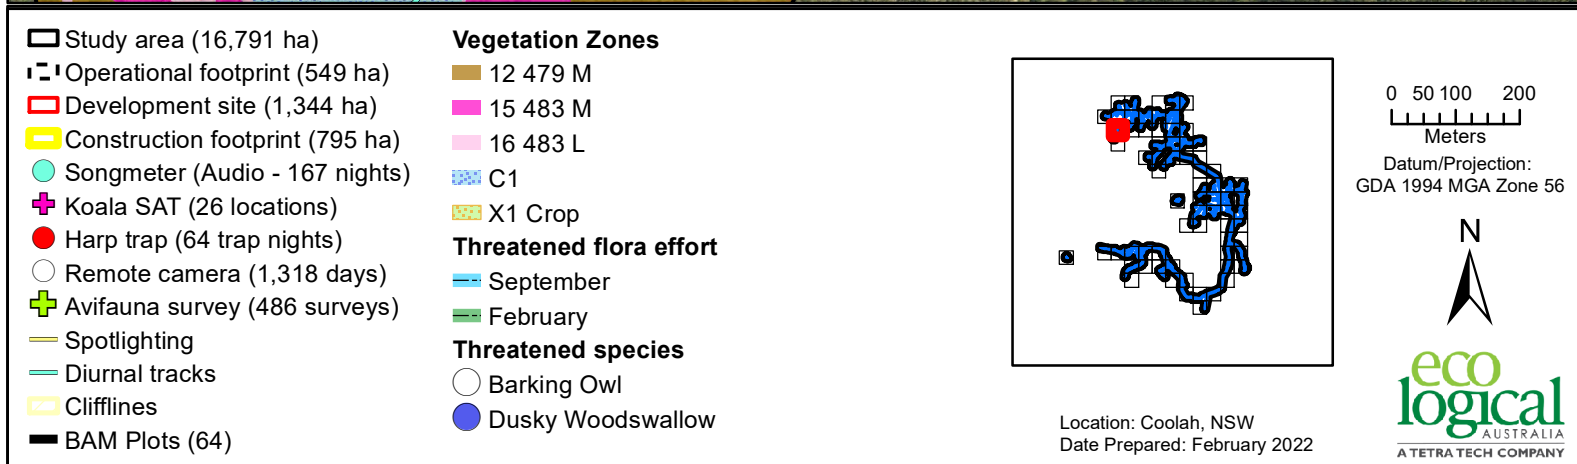 Study area (16,791 ha)
Operational footprint (549 ha)
Development site (1,344 ha)
Construction footprint (795 ha)
Songmeter (Audio - 167 nights)
Koala SAT (26 locations)
Harp trap (64 trap nights)
Remote camera (1,318 days)
Avifauna survey (486 surveys)
Spotlighting
Diurnal tracks
Clifflines
BAM Plots (64)
Vegetation Zones
12 479 M
15 483 M
16 483 L
C1
X1 Crop
Threatened flora effort
September
February
Threatened species
Barking Owl
Dusky Woodswallow
Location: Coolah, NSW
Date Prepared: February 2022
0 50 100 200
Meters
Datum/Projection:
GDA 1994 MGA Zone 56
N
eco
logical
AUSTRALIA
A TETRA TECH COMPANY